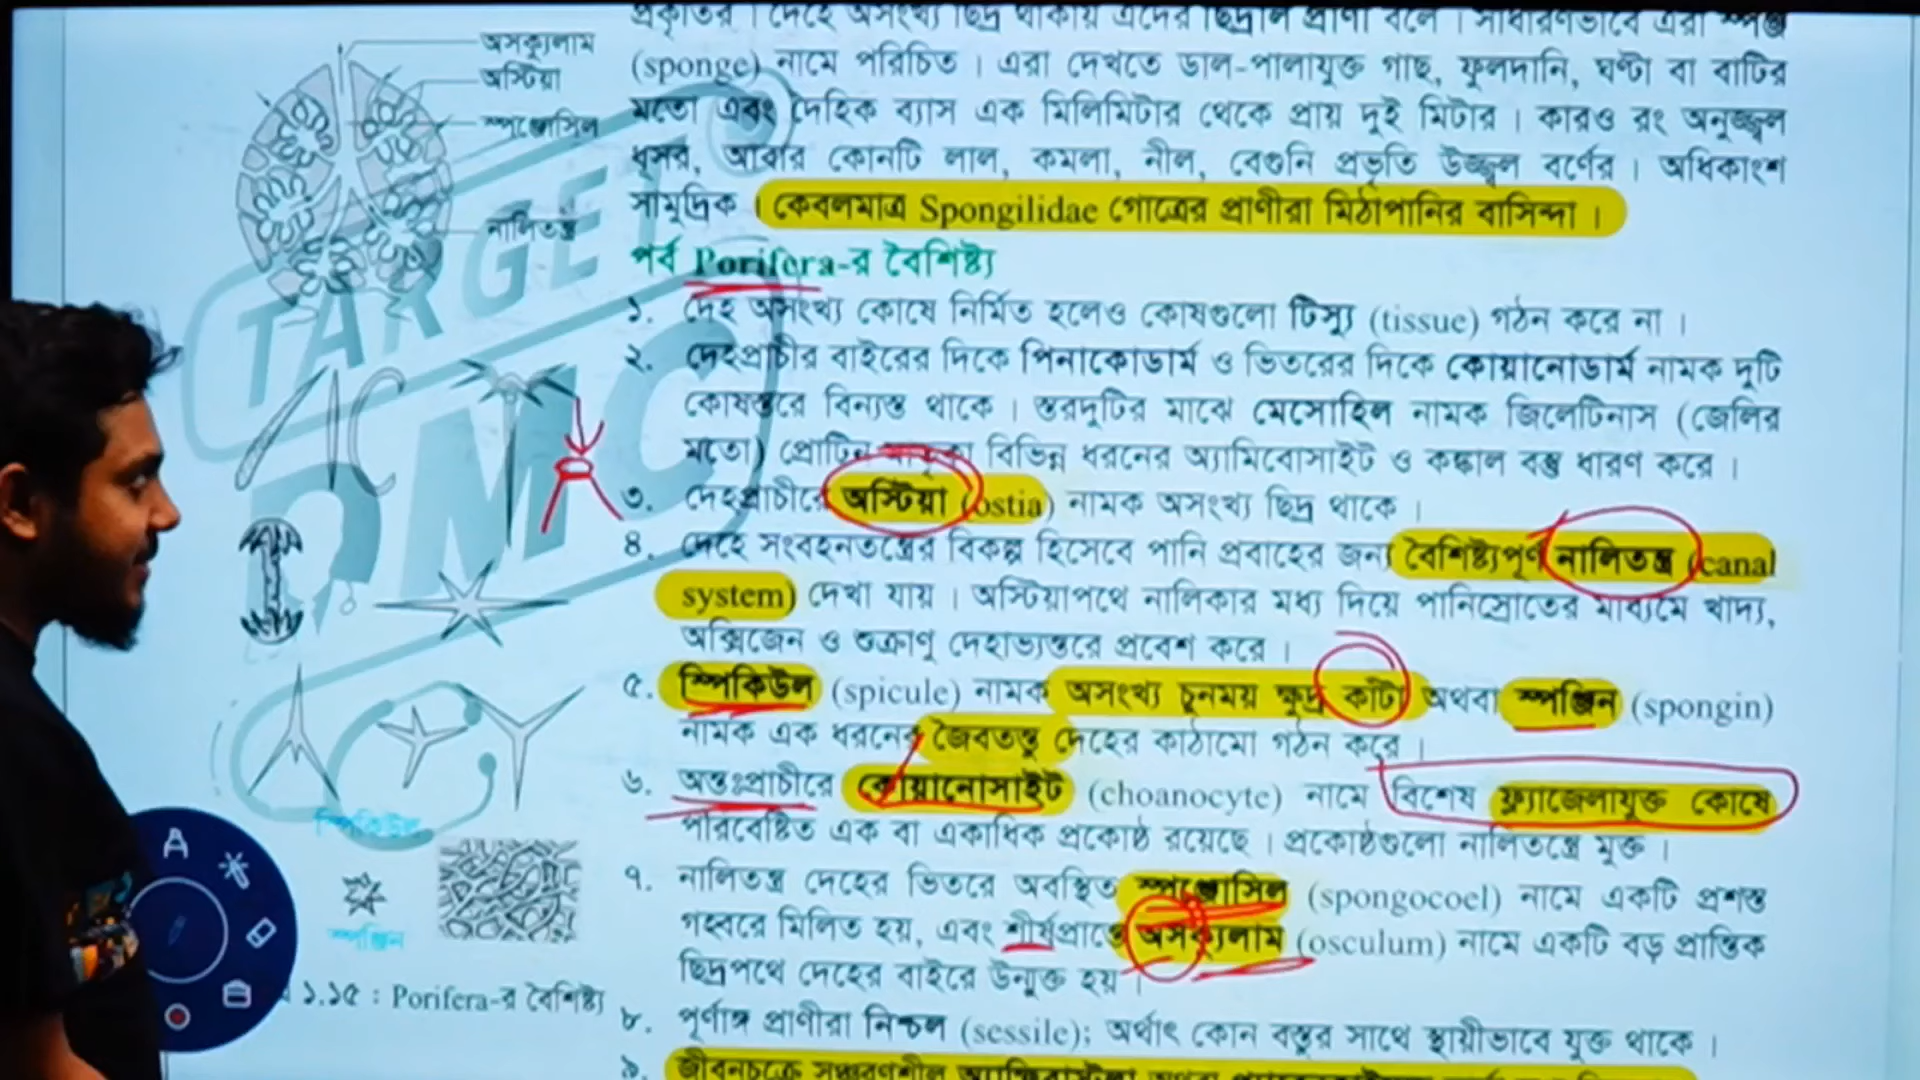 প্রকৃতির। দেহে অসংখ্য ছিদ্র থাকায় এদের ছিদ্রাল প্রাণী বলে। সাধারণভাবে এরা স্পঞ্জ
(sponge) নামে পরিচিত। এরা দেখতে ডাল-পালাযুক্ত গাছ, ফুলদানি, ঘণ্টা বা বাটির
মতো এবং দৈহিক ব্যাস এক মিলিমিটার থেকে প্রায় দুই মিটার। কারও রং অনুজ্জ্বল
ধূসর, আবার কোনটি লাল, কমলা, নীল, বেগুনি প্রভৃতি উজ্জ্বল বর্ণের। অধিকাংশ
সামুদ্রিক। কেবলমাত্র Spongilidae গোত্রের প্রাণীরা মিঠাপানির বাসিন্দা।
পর্ব Porifera-র বৈশিষ্ট্য
১. দেহ অসংখ্য কোষে নির্মিত হলেও কোষগুলো টিস্যু (tissue) গঠন করে না।
২. দেহপ্রাচীর বাইরের দিকে পিনাকোডার্ম ও ভিতরের দিকে কোয়ানোডার্ম নামক দুটি
কোষস্তরে বিন্যস্ত থাকে। স্তরদুটির মাঝে মেসোহিল নামক জিলেটিনাস (জেলির
মতো) প্রোটিন মাতৃকা বিভিন্ন ধরনের অ্যামিবোসাইট ও কঙ্কাল বস্তু ধারণ করে।
৩. দেহপ্রাচীরে অস্টিয়া (ostia) নামক অসংখ্য ছিদ্র থাকে।
৪. দেহে সংবহনতন্ত্রের বিকল্প হিসেবে পানি প্রবাহের জন্য বৈশিষ্ট্যপূর্ণ নালিতন্ত্র (canal
system) দেখা যায়। অস্টিয়াপথে নালিকার মধ্য দিয়ে পানিস্রোতের মাধ্যমে খাদ্য,
অক্সিজেন ও শুক্রাণু দেহাভ্যন্তরে প্রবেশ করে।
৫. স্পিকিউল (spicule) নামক অসংখ্য চুনময় ক্ষুদ্র কাঁটা অথবা স্পঞ্জিন (spongin)
নামক এক ধরনের জৈবতন্তু দেহের কাঠামো গঠন করে।
৬. অন্তঃপ্রাচীরে কোয়ানোসাইট (choanocyte) নামে বিশেষ ফ্ল্যাজেলাযুক্ত কোষে
পরিবেষ্টিত এক বা একাধিক প্রকোষ্ঠ রয়েছে। প্রকোষ্ঠগুলো নালিতন্ত্রে যুক্ত।
৭. নালিতন্ত্র দেহের ভিতরে অবস্থিত স্পঞ্জোসিল (spongocoel) নামে একটি প্রশস্ত
গহ্বরে মিলিত হয়, এবং শীর্ষপ্রান্তে অসক্যুলাম (osculum) নামে একটি বড় প্রান্তিক
ছিদ্রপথে দেহের বাইরে উন্মুক্ত হয়।
৮. পূর্ণাঙ্গ প্রাণীরা নিশ্চল (sessile); অর্থাৎ কোন বস্তুর সাথে স্থায়ীভাবে যুক্ত থাকে।
৯. জীবনচক্রে সন্তরণশীল অ্যাম্ফিব্লাস্টুলা অথবা
অসক্যুলাম
অস্টিয়া
স্পঞ্জোসিল
নালিতন্ত্র
TARGET
DMC
স্পিকিউল
স্পঞ্জিন
১.১৫ : Porifera-র বৈশিষ্ট্য